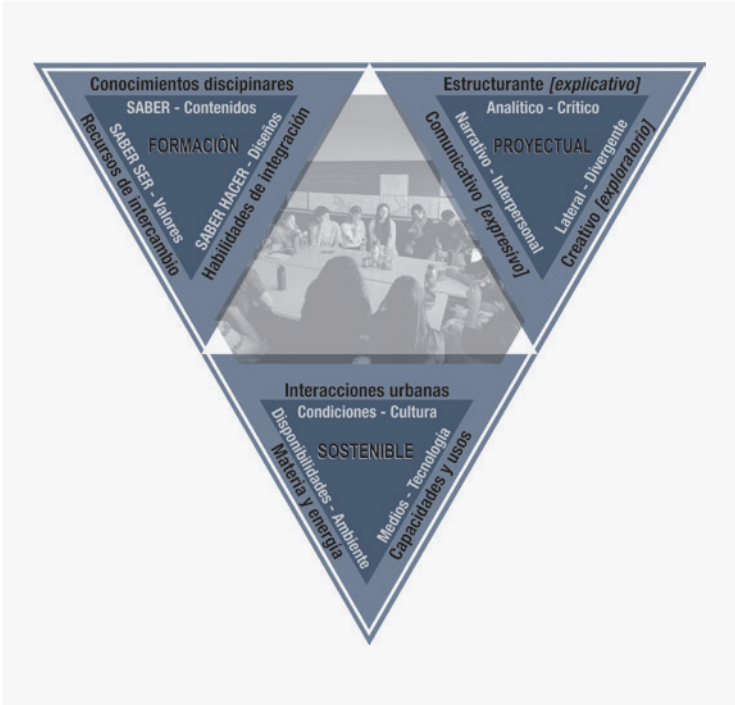 Conocimientos discipinares
SABER - Contenidos
FORMACIÓN
SABER SER - Valores
Recursos de intercambio
SABER HACER - Diseños
Habilidades de integración
Estructurante [explicativo]
Analítico - Crítico
PROYECTUAL
Narrativo - Interpersonal
Comunicativo [expresivo]
Lateral - Divergente
Creativo [exploratorio]
Interacciones urbanas
Condiciones - Cultura
SOSTENIBLE
Disponibilidades - Ambiente
Materia y energía
Medios - Tecnología
Capacidades y usos